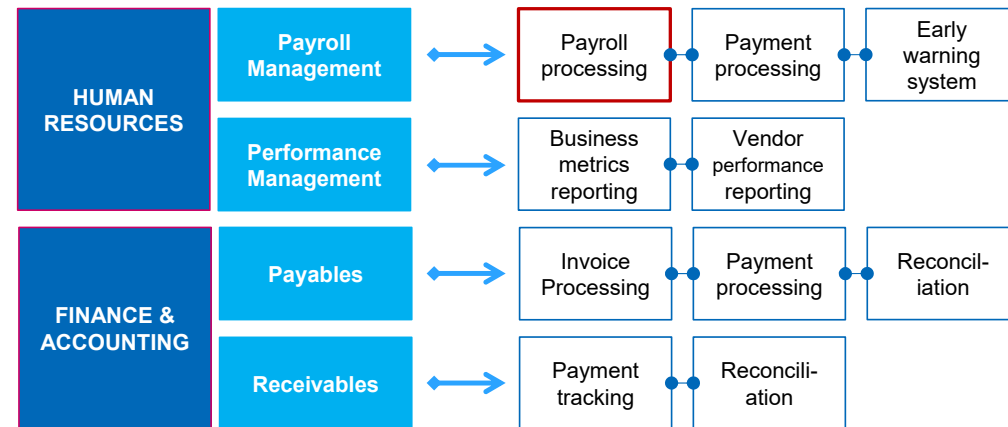 HUMAN
RESOURCES
Payroll
Management
Payroll
processing
Payment
processing
Early
warning
system
Performance
Management
Business
metrics
reporting
Vendor
performance
reporting
FINANCE &
ACCOUNTING
Payables
Invoice
Processing
Payment
processing
Reconcil-
iation
Receivables
Payment
tracking
Reconcili-
ation